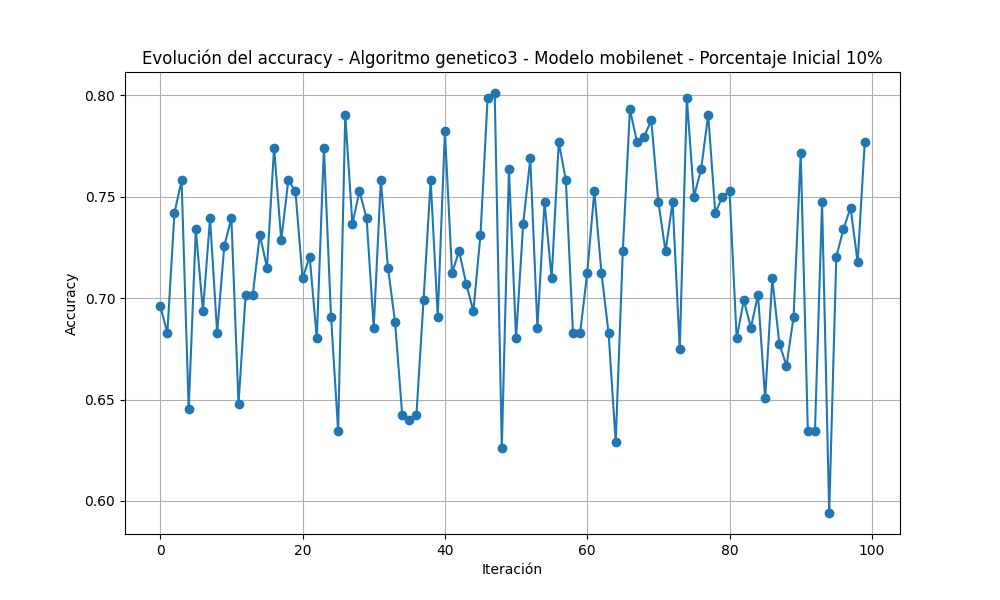 Evolución del accuracy - Algoritmo genetico3 - Modelo mobilenet - Porcentaje Inicial 10%
Accuracy
0.80
0.75
0.70
0.65
0.60
0 20 40 60 80 100
Iteración